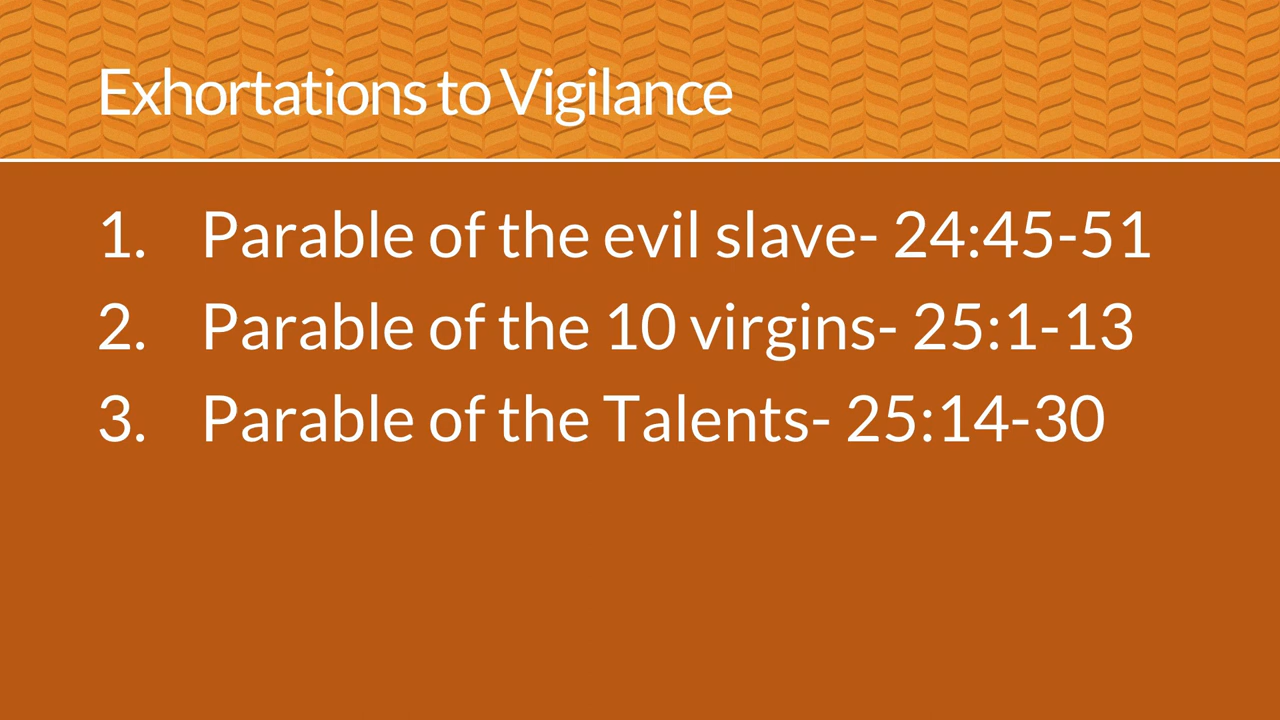 Exhortations to Vigilance
1. Parable of the evil slave- 24:45-51
2. Parable of the 10 virgins- 25:1-13
3. Parable of the Talents- 25:14-30